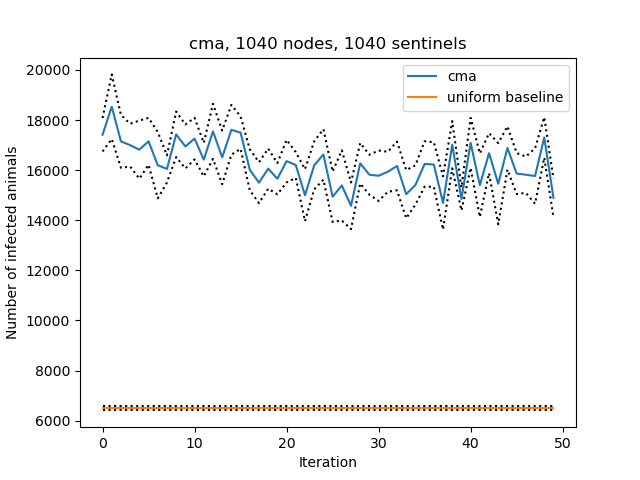 cma, 1040 nodes, 1040 sentinels
cma
uniform baseline
Number of infected animals
20000
18000
16000
14000
12000
10000
8000
6000
0 10 20 30 40 50
Iteration